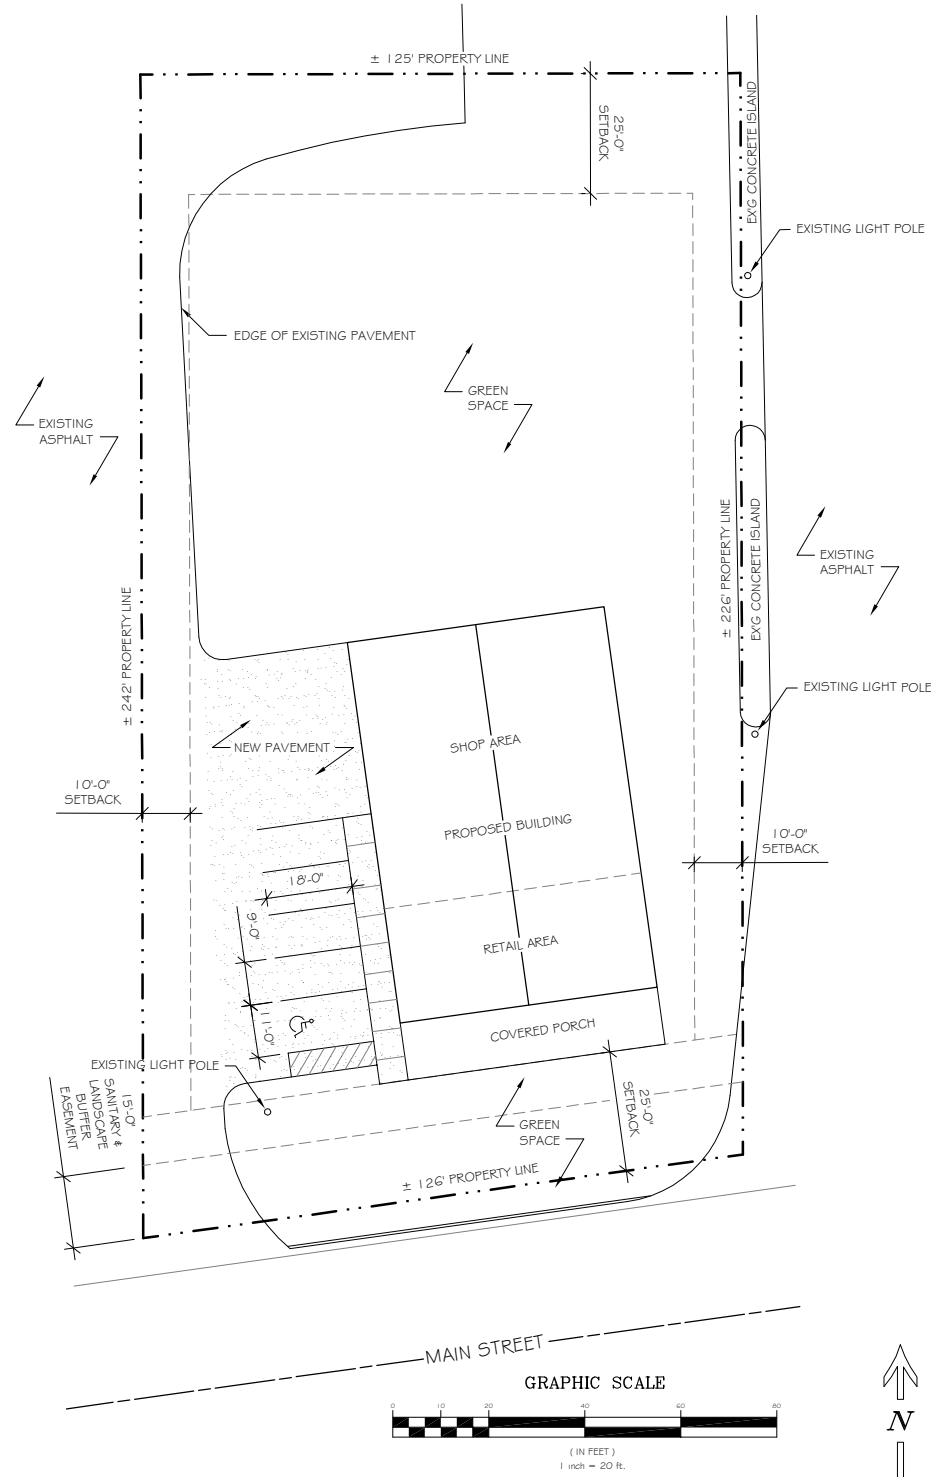 ± 125' PROPERTY LINE
25'-0"
SETBACK
EX'G CONCRETE ISLAND
EXISTING LIGHT POLE
EDGE OF EXISTING PAVEMENT
GREEN
SPACE
EXISTING
ASPHALT
± 226' PROPERTY LINE
EX'G CONCRETE ISLAND
EXISTING
ASPHALT
± 242' PROPERTY LINE
EXISTING LIGHT POLE
SHOP AREA
NEW PAVEMENT
10'-0"
SETBACK
PROPOSED BUILDING
10'-0"
SETBACK
18'-0"
9'-0"
RETAIL AREA
11'-0"
COVERED PORCH
EXISTING LIGHT POLE
15'-0"
SANITARY &
LANDSCAPE
BUFFER
EASEMENT
25'-0"
SETBACK
GREEN
SPACE
± 126' PROPERTY LINE
MAIN STREET
GRAPHIC SCALE
0 10 20 40 60 80
( IN FEET )
1 inch = 20 ft.
N